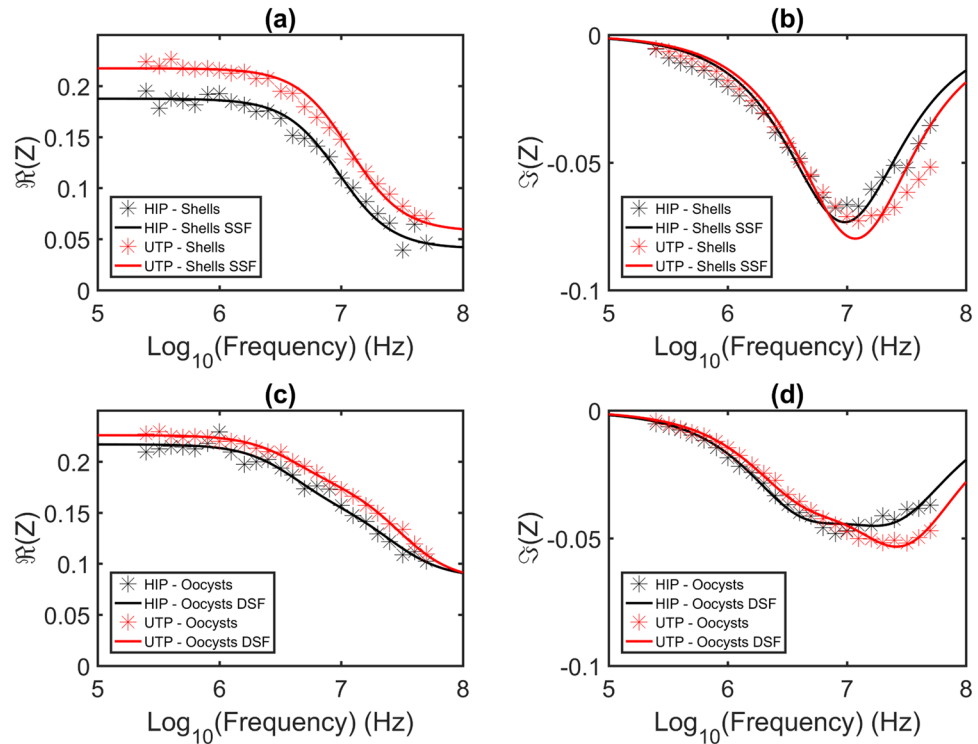 (a)
ℜ(Z)
0.2
0.15
0.1
0.05
0
HIP - Shells
HIP - Shells SSF
UTP - Shells
UTP - Shells SSF
5
6
7
8
Log10(Frequency) (Hz)
(b)
ℑ(Z)
0
-0.05
-0.1
HIP - Shells
HIP - Shells SSF
UTP - Shells
UTP - Shells SSF
5
6
7
8
Log10(Frequency) (Hz)
(c)
ℜ(Z)
0.2
0.15
0.1
0.05
0
HIP - Oocysts
HIP - Oocysts DSF
UTP - Oocysts
UTP - Oocysts DSF
5
6
7
8
Log10(Frequency) (Hz)
(d)
ℑ(Z)
0
-0.05
-0.1
HIP - Oocysts
HIP - Oocysts DSF
UTP - Oocysts
UTP - Oocysts DSF
5
6
7
8
Log10(Frequency) (Hz)